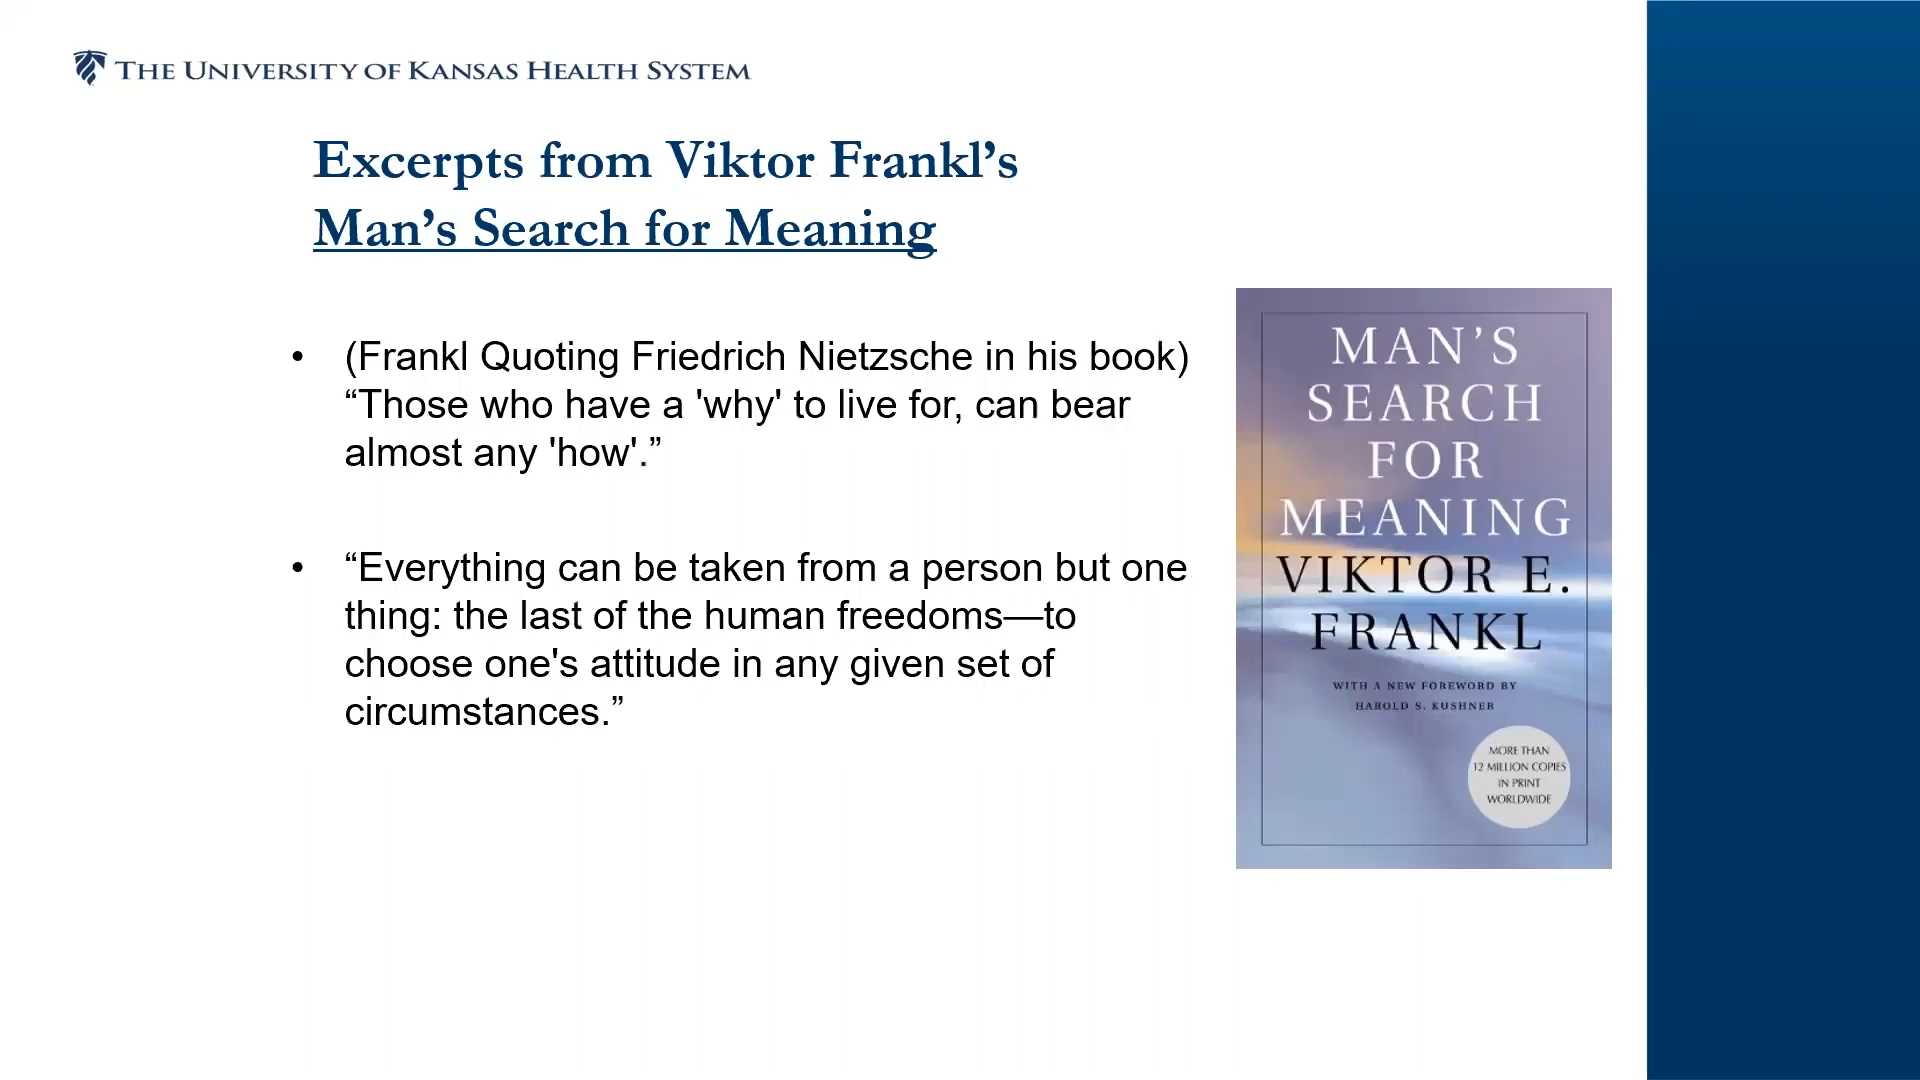 THE UNIVERSITY OF KANSAS HEALTH SYSTEM
Excerpts from Viktor Frankl’s
Man’s Search for Meaning
• (Frankl Quoting Friedrich Nietzsche in his book)
“Those who have a 'why' to live for, can bear
almost any 'how'.”
• “Everything can be taken from a person but one
thing: the last of the human freedoms—to
choose one's attitude in any given set of
circumstances.”
MAN’S
SEARCH
FOR
MEANING
VIKTOR E.
FRANKL
WITH A NEW FOREWORD BY
HAROLD S. KUSHNER
MORE THAN
12 MILLION COPIES
IN PRINT
WORLDWIDE